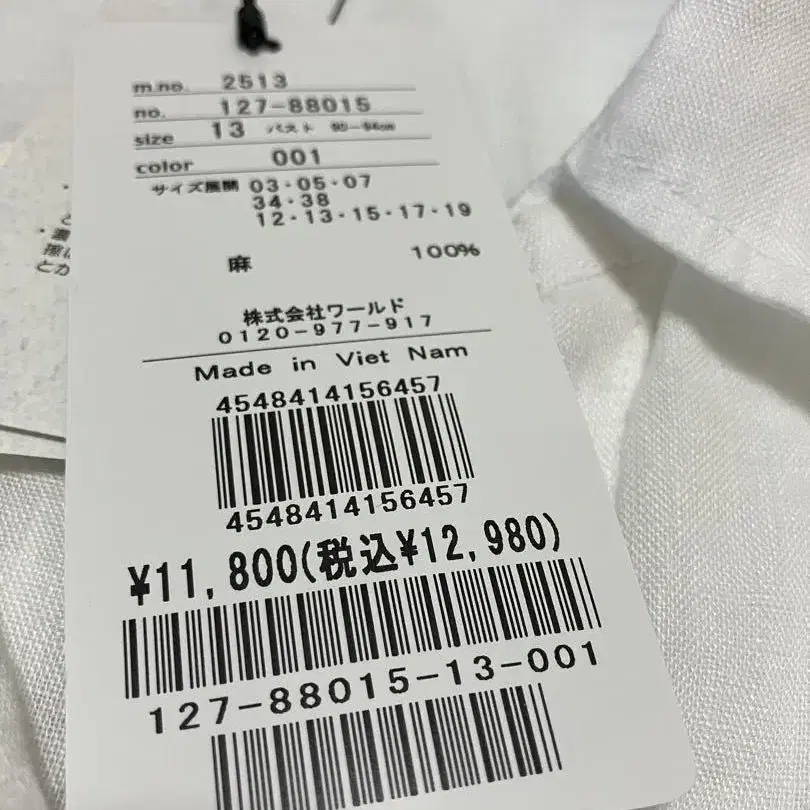 m.no. 2513
no. 127-88015
size 13 バスト 90-94cm
color 001
サイズ展開 03・05・07
34・38
12・13・15・17・19
麻 100%
株式会社ワールド
0120-977-917
Made in Viet Nam
4548414156457
4548414156457
¥11,800(税込¥12,980)
127-88015-13-001